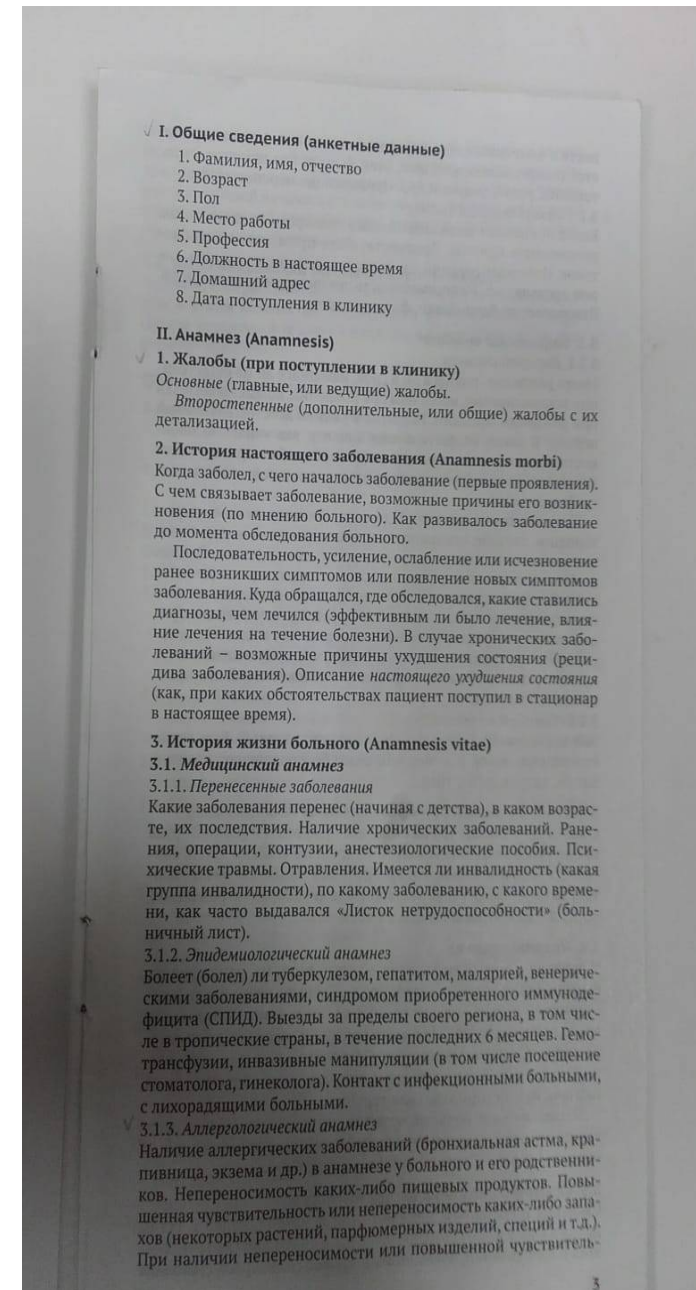 I. Общие сведения (анкетные данные)
1. Фамилия, имя, отчество
2. Возраст
3. Пол
4. Место работы
5. Профессия
6. Должность в настоящее время
7. Домашний адрес
8. Дата поступления в клинику
II. Анамнез (Anamnesis)
1. Жалобы (при поступлении в клинику)
Основные (главные, или ведущие) жалобы.
Второстепенные (дополнительные, или общие) жалобы с их
детализацией.
2. История настоящего заболевания (Anamnesis morbi)
Когда заболел, с чего началось заболевание (первые проявления).
С чем связывает заболевание, возможные причины его возник-
новения (по мнению больного). Как развивалось заболевание
до момента обследования больного.
Последовательность, усиление, ослабление или исчезновение
ранее возникших симптомов или появление новых симптомов
заболевания. Куда обращался, где обследовался, какие ставились
диагнозы, чем лечился (эффективным ли было лечение, влия-
ние лечения на течение болезни). В случае хронических забо-
леваний – возможные причины ухудшения состояния (реци-
дива заболевания). Описание настоящего ухудшения состояния
(как, при каких обстоятельствах пациент поступил в стационар
в настоящее время).
3. История жизни больного (Anamnesis vitae)
3.1. Медицинский анамнез
3.1.1. Перенесенные заболевания
Какие заболевания перенес (начиная с детства), в каком возрас-
те, их последствия. Наличие хронических заболеваний. Ране-
ния, операции, контузии, анестезиологические пособия. Пси-
хические травмы. Отравления. Имеется ли инвалидность (какая
группа инвалидности), по какому заболеванию, с какого време-
ни, как часто выдавался «Листок нетрудоспособности» (боль-
ничный лист).
3.1.2. Эпидемиологический анамнез
Болеет (болел) ли туберкулезом, гепатитом, малярией, венериче-
скими заболеваниями, синдромом приобретенного иммуноде-
фицита (СПИД). Выезды за пределы своего региона, в том чис-
ле в тропические страны, в течение последних 6 месяцев. Гемо-
трансфузии, инвазивные манипуляции (в том числе посещение
стоматолога, гинеколога). Контакт с инфекционными больными,
с лихорадящими больными.
3.1.3. Аллергологический анамнез
Наличие аллергических заболеваний (бронхиальная астма, кра-
пивница, экзема и др.) в анамнезе у больного и его родственни-
ков. Непереносимость каких-либо пищевых продуктов. Повы-
шенная чувствительность или непереносимость каких-либо запа-
хов (некоторых растений, парфюмерных изделий, специй и т.д.).
При наличии непереносимости или повышенной чувствитель-
3